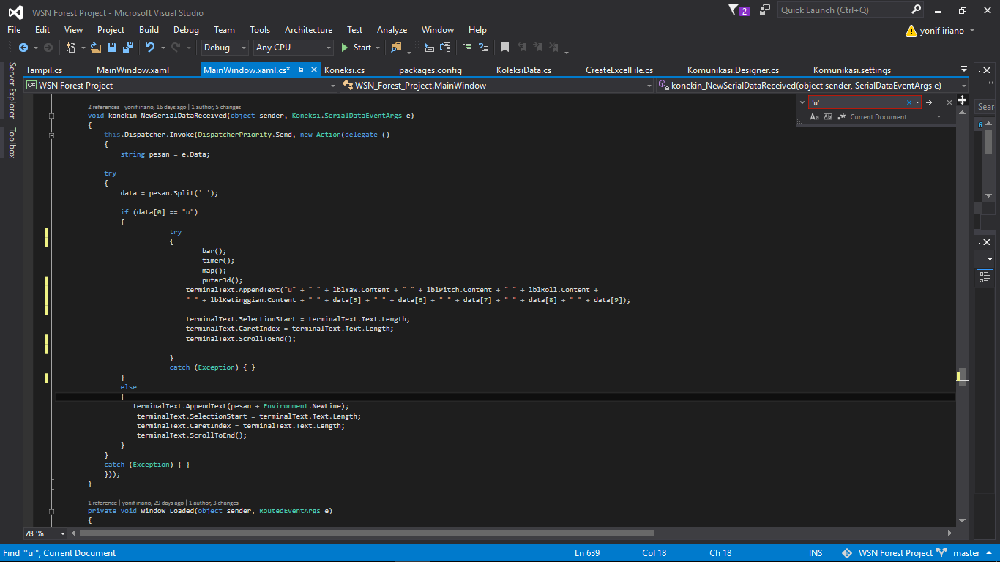 WSN Forest Project - Microsoft Visual Studio
2
Quick Launch (Ctrl+Q)
File Edit View Project Build Debug Team Tools Architecture Test Analyze Window Help
yonif iriano
Debug Any CPU Start
Server Explorer
Toolbox
Tampil.cs MainWindow.xaml MainWindow.xaml.cs* Koneksi.cs packages.config KoleksiData.cs CreateExcelFile.cs Komunikasi.Designer.cs Komunikasi.settings
C# WSN Forest Project WSN_Forest_Project.MainWindow konekin_NewSerialDataReceived(object sender, SerialDataEventArgs e)
'u'
Aa Ab Current Document
Sear
2 references | yonif iriano, 16 days ago | 1 author, 5 changes
void konekin_NewSerialDataReceived(object sender, Koneksi.SerialDataEventArgs e)
{
this.Dispatcher.Invoke(DispatcherPriority.Send, new Action(delegate ()
{
string pesan = e.Data;
try
{
data = pesan.Split(' ');
if (data[0] == "u")
{
try
{
bar();
timer();
map();
putar3d();
terminalText.AppendText("u" + " " + lblYaw.Content + " " + lblPitch.Content + " " + lblRoll.Content +
" " + lblKetinggian.Content + " " + data[5] + " " + data[6] + " " + data[7] + " " + data[8] + " " + data[9]);
terminalText.SelectionStart = terminalText.Text.Length;
terminalText.CaretIndex = terminalText.Text.Length;
terminalText.ScrollToEnd();
}
catch (Exception) { }
}
else
{
terminalText.AppendText(pesan + Environment.NewLine);
terminalText.SelectionStart = terminalText.Text.Length;
terminalText.CaretIndex = terminalText.Text.Length;
terminalText.ScrollToEnd();
}
}
catch (Exception) { }
}));
}
1 reference | yonif iriano, 29 days ago | 1 author, 3 changes
private void Window_Loaded(object sender, RoutedEventArgs e)
{
78 %
Find "'u'", Current Document Ln 639 Col 18 Ch 18 INS WSN Forest Project master